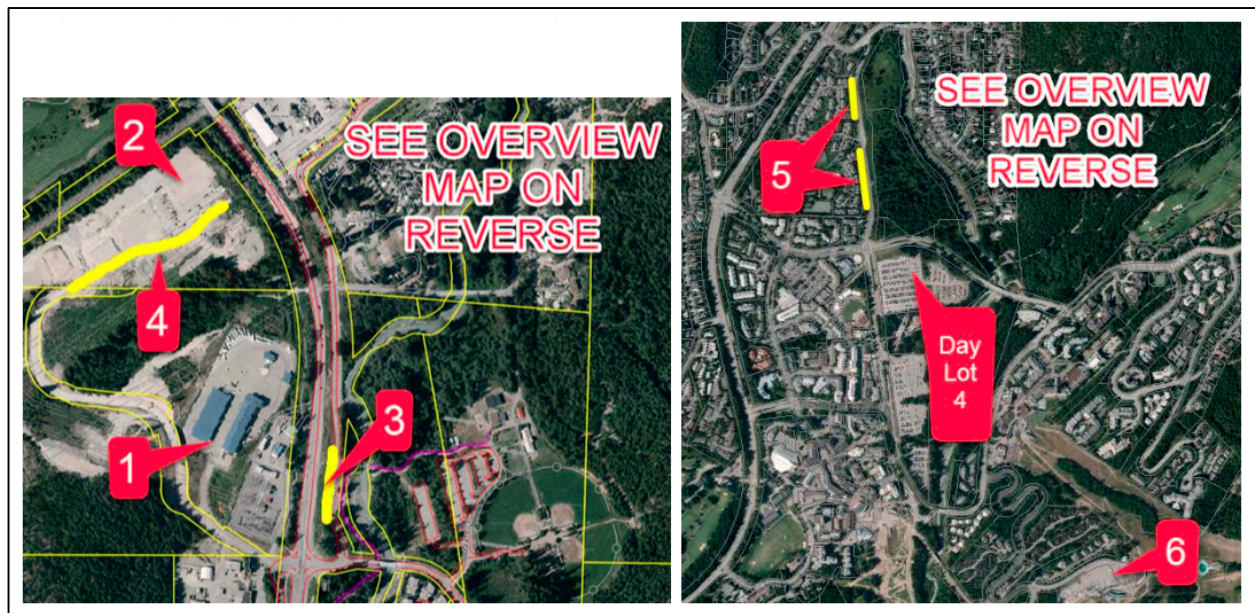 2
SEE OVERVIEW
MAP ON
REVERSE
4
3
1
SEE OVERVIEW
MAP ON
REVERSE
5
Day
Lot
4
6